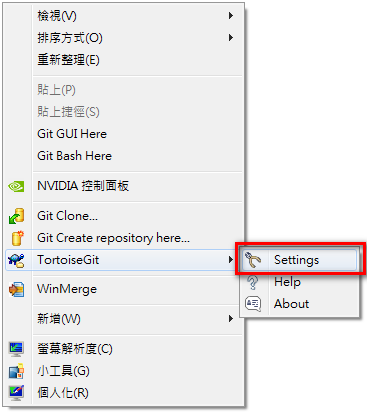 檢視(V)
排序方式(O)
重新整理(E)
貼上(P)
貼上捷徑(S)
Git GUI Here
Git Bash Here
NVIDIA 控制面板
Git Clone...
Git Create repository here...
TortoiseGit
Settings
Help
About
WinMerge
新增(W)
螢幕解析度(C)
小工具(G)
個人化(R)